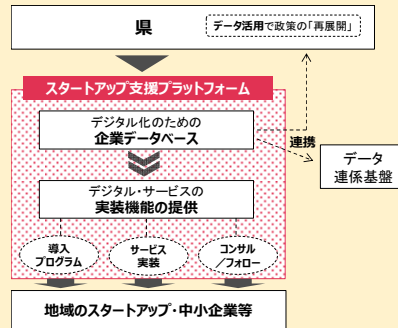 県
データ活用で政策の「再展開」
スタートアップ支援プラットフォーム
デジタル化のための
企業データベース
連携
データ
連係基盤
デジタル・サービスの
実装機能の提供
導入
プログラム
サービス
実装
コンサル
／フォロー
地域のスタートアップ・中小企業等